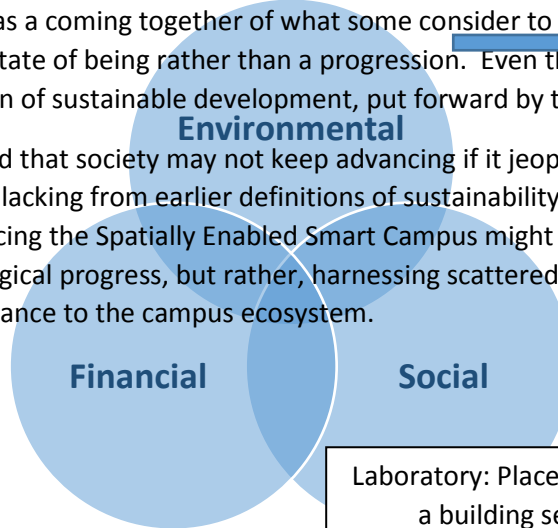 as a coming together of what some consider to
tate of being rather than a progression. Even th
n of sustainable development, put forward by t
Environmental
d that society may not keep advancing if it jeop
lacking from earlier definitions of sustainability
cing the Spatially Enabled Smart Campus might
gical progress, but rather, harnessing scattered
ance to the campus ecosystem.
Financial
Social
Laboratory: Place
a building se